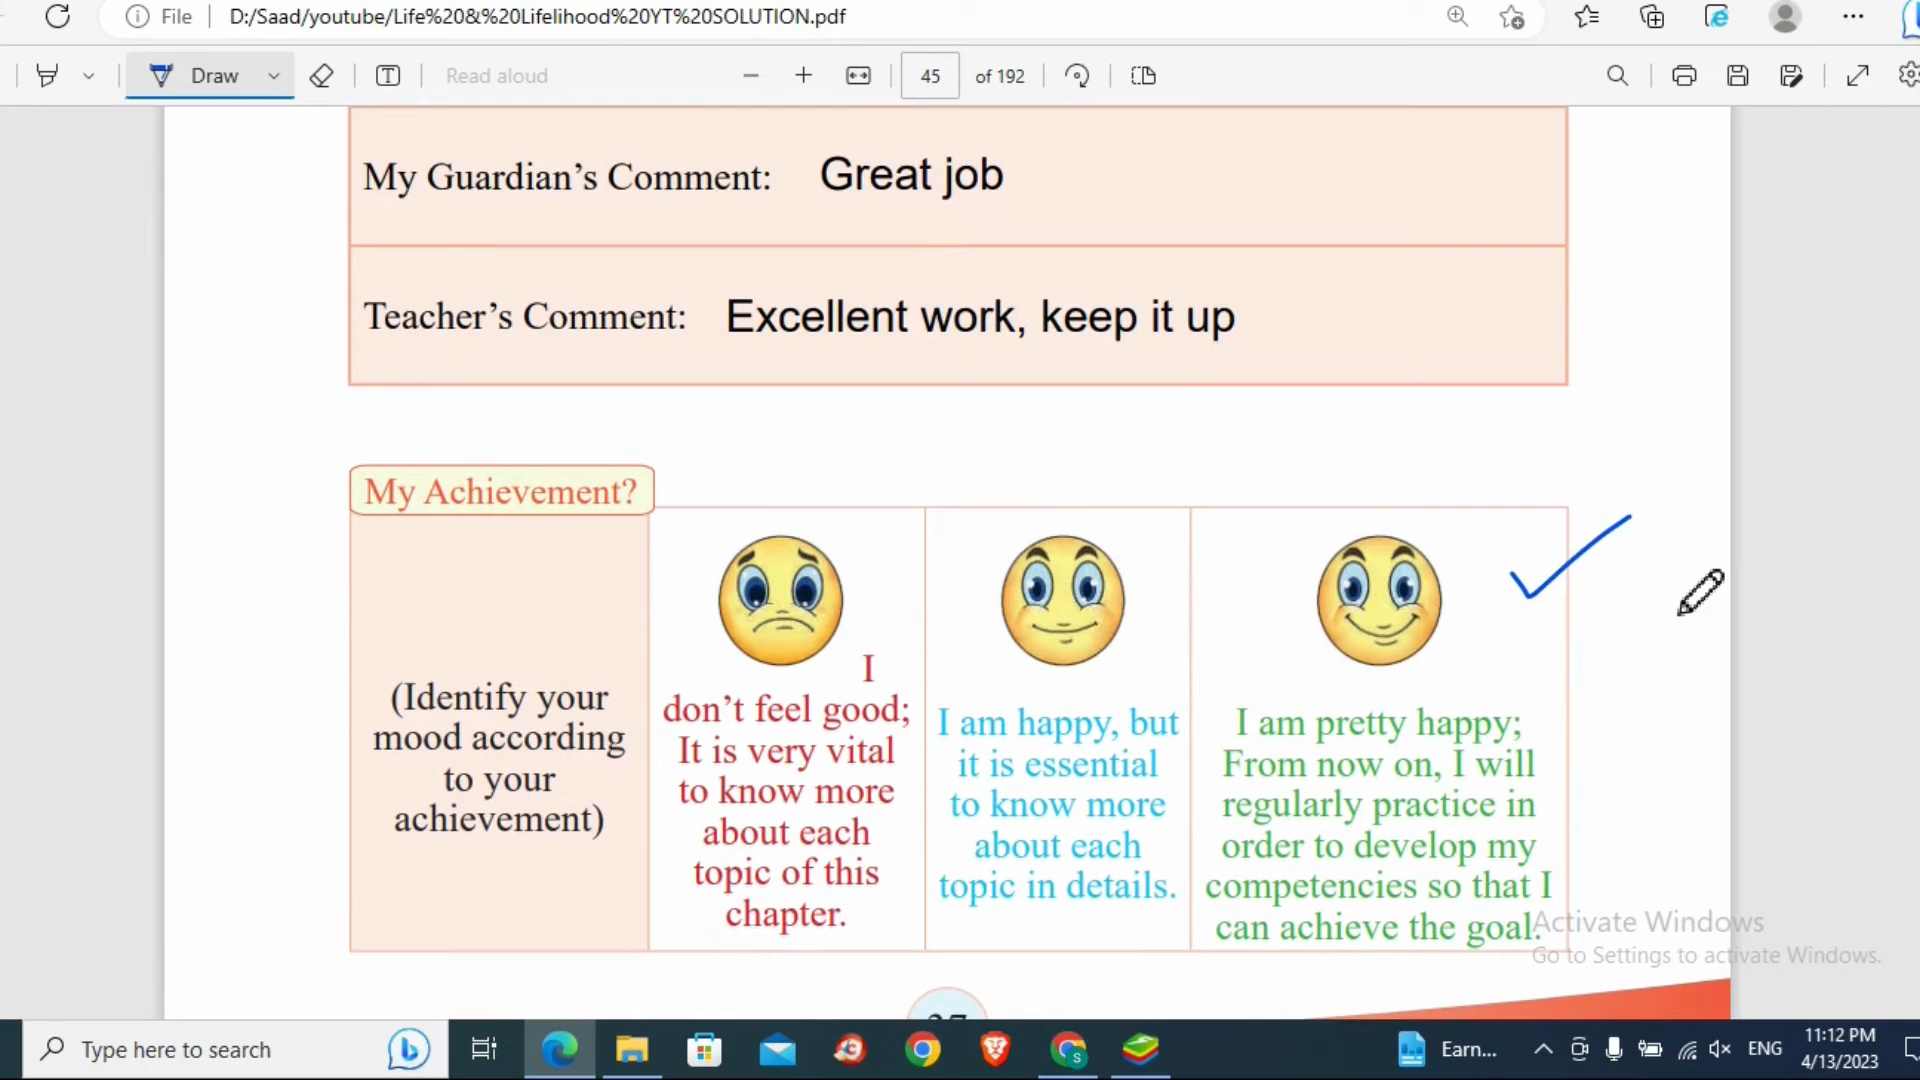 File
D:/Saad/youtube/Life%20&%20Lifelihood%20YT%20SOLUTION.pdf
Draw
Read aloud
45 of 192
My Guardian’s Comment: Great job
Teacher’s Comment: Excellent work, keep it up
My Achievement?
(Identify your
mood according
to your
achievement)
I
don’t feel good;
It is very vital
to know more
about each
topic of this
chapter.
I am happy, but
it is essential
to know more
about each
topic in details.
I am pretty happy;
From now on, I will
regularly practice in
order to develop my
competencies so that I
can achieve the goal.
Activate Windows
Go to Settings to activate Windows.
Type here to search
Earn...
ENG
11:12 PM
4/13/2023